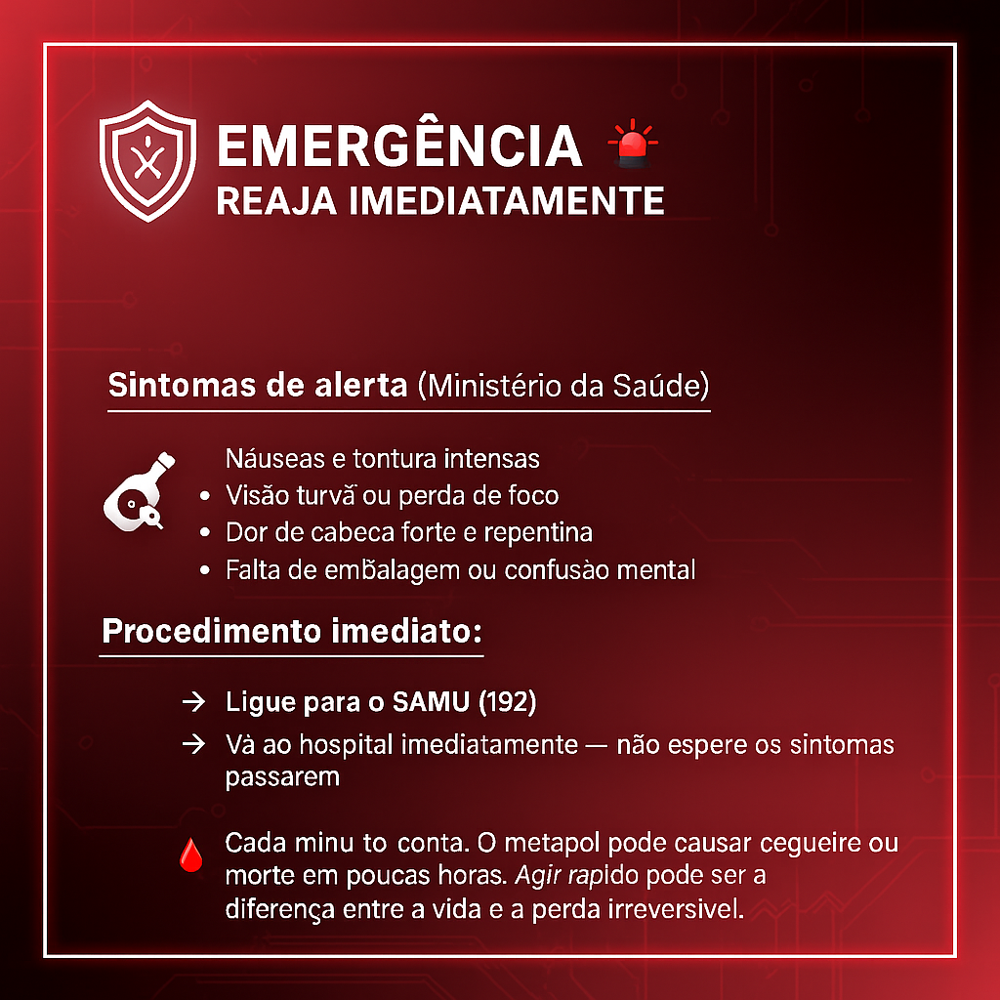 EMERGÊNCIA
REAJA IMEDIATAMENTE
Sintomas de alerta (Ministério da Saúde)
Náuseas e tontura intensas
• Visão turvã ou perda de foco
• Dor de cabeca forte e repentina
• Falta de emb̃alagem ou confusào mental
Procedimento imediato:
→ Ligue para o SAMU (192)
→ Và ao hospital imediatamente — não espere os sintomas
passarem
Cada minu to conta. O metapol pode causar cegueire ou
morte em poucas horas. Agir rapido pode ser a
diferença entre a vida e a perda irreversivel.